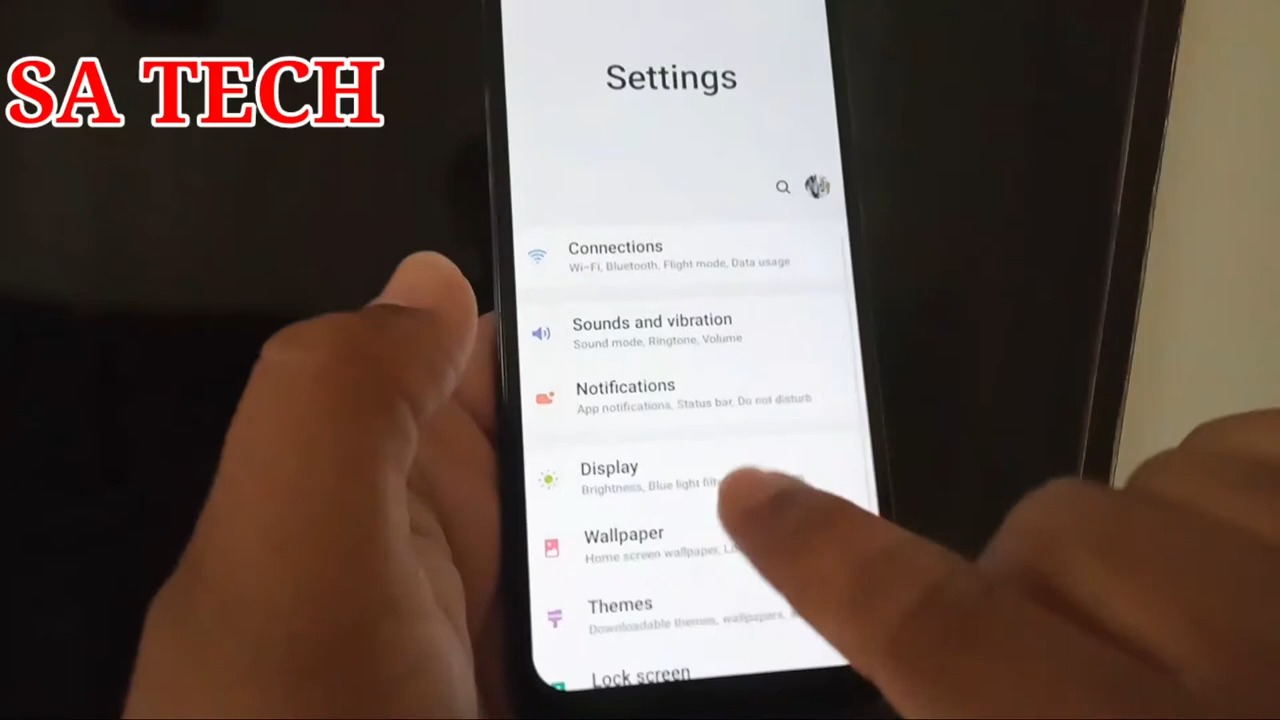 SA TECH
Settings
Connections
Wi-Fi, Bluetooth, Flight mode, Data usage
Sounds and vibration
Sound mode, Ringtone, Volume
Notifications
App notifications, Status bar, Do not disturb
Display
Brightness, Blue light
Wallpaper
Home screen wallpaper,
Themes
Downloadable themes, wallpapers,
Lock screen